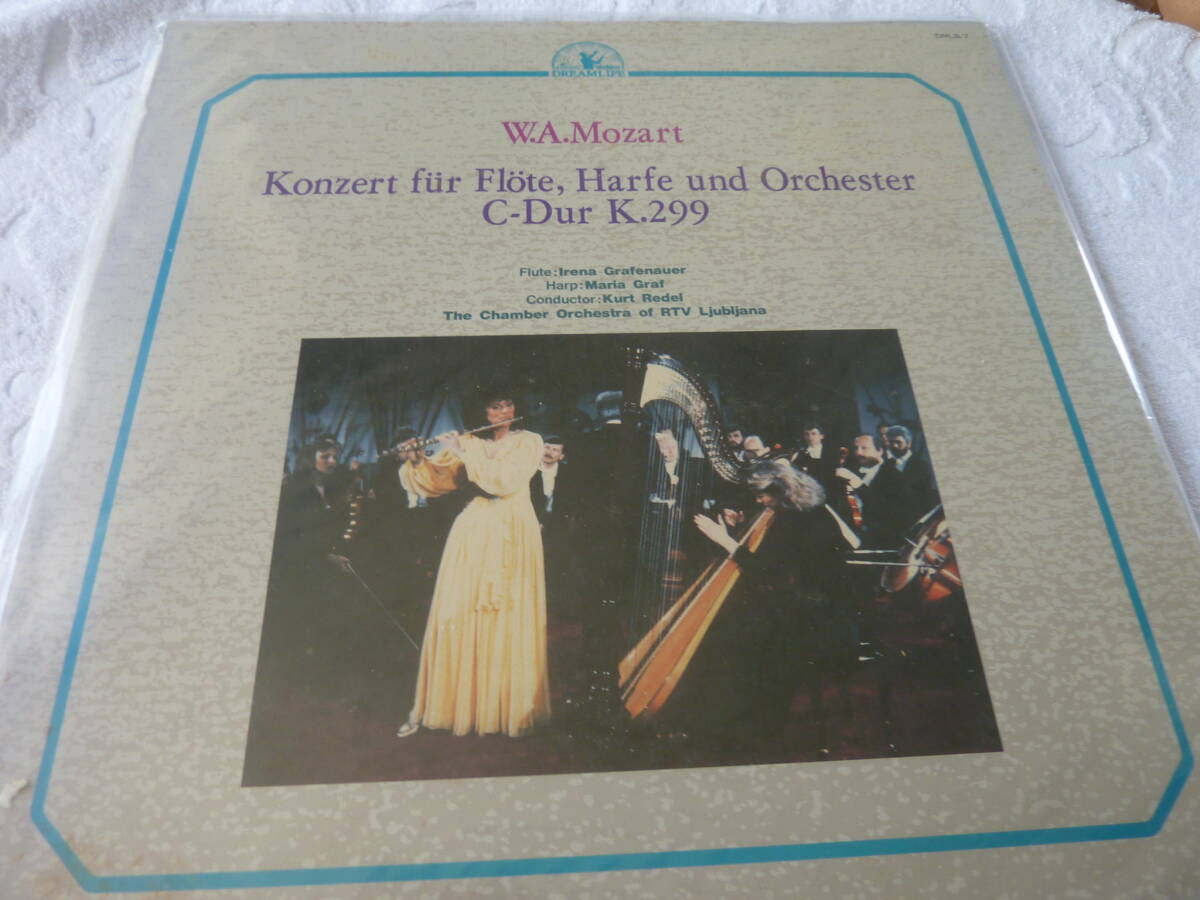 DREAMLIFE
W.A.Mozart
Konzert für Flöte, Harfe und Orchester
C-Dur K.299
Flute:Irena Grafenauer
Harp:Maria Graf
Conductor:Kurt Redel
The Chamber Orchestra of RTV Ljubljana